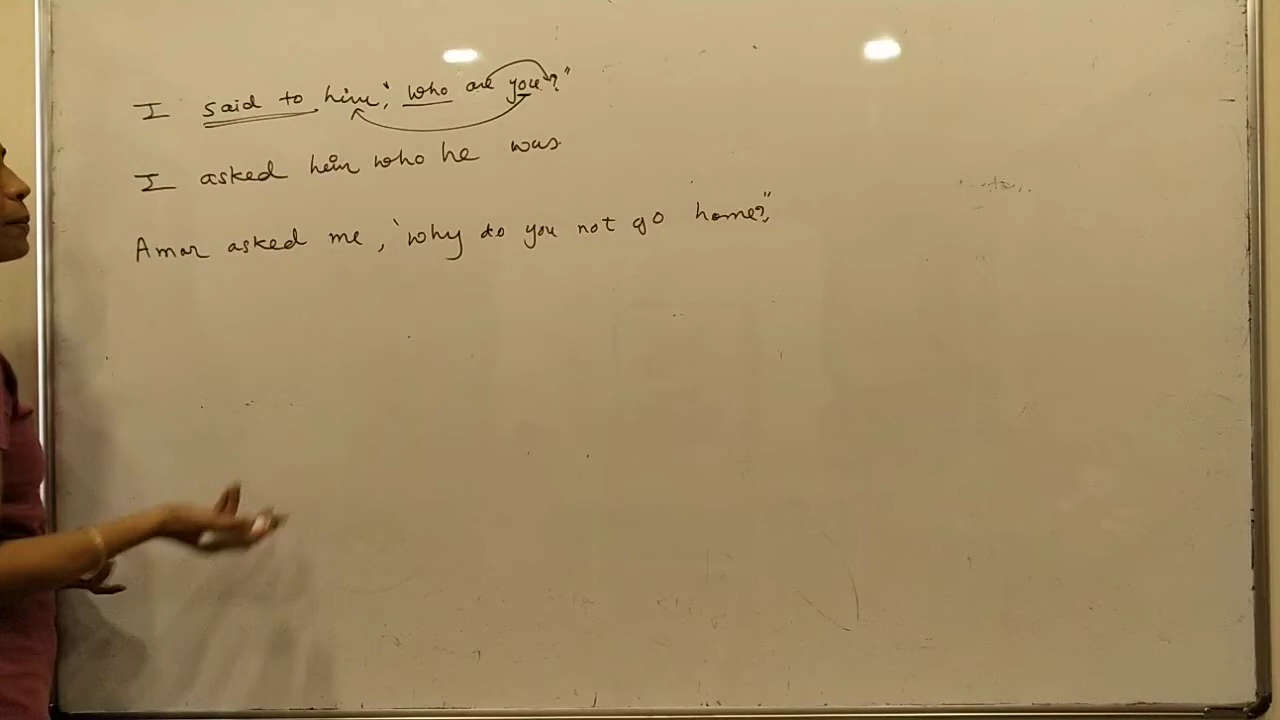 I said to him, "who are you?"
I asked him who he was.
Amar asked me, "why do you not go home?"